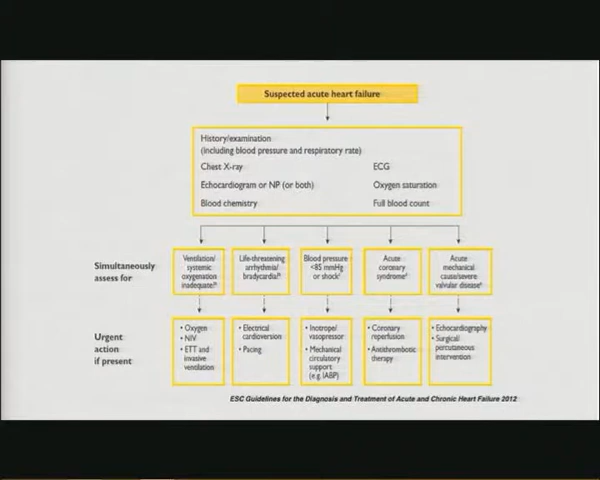 Suspected acute heart failure
History/examination
(including blood pressure and respiratory rate)
Chest X-ray
ECG
Echocardiogram or NP (or both)
Oxygen saturation
Blood chemistry
Full blood count
Simultaneously
assess for
Ventilation/
systemic
oxygenation
inadequate?
Life-threatening
arrhythmia/
bradycardia?
Blood pressure
<85 mmHg
or shock
Acute
coronary
syndrome
Acute
mechanical
cause/severe
valvular disease
Urgent
action
if present
• Oxygen
• NIV
• ETT and
invasive
ventilation
• Electrical
cardioversion
• Pacing
• Inotrope/
vasopressor
• Mechanical
circulatory
support
(e.g. IABP)
• Coronary
reperfusion
• Antithrombotic
therapy
• Echocardiography
• Surgical/
percutaneous
intervention
ESC Guidelines for the Diagnosis and Treatment of Acute and Chronic Heart Failure 2012